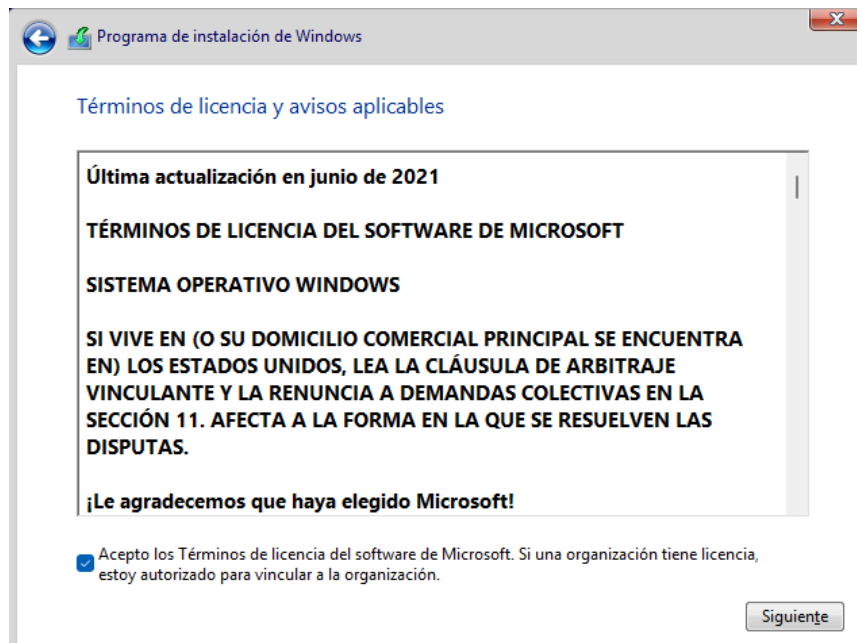 Programa de instalación de Windows
Términos de licencia y avisos aplicables
Última actualización en junio de 2021
TÉRMINOS DE LICENCIA DEL SOFTWARE DE MICROSOFT
SISTEMA OPERATIVO WINDOWS
SI VIVE EN (O SU DOMICILIO COMERCIAL PRINCIPAL SE ENCUENTRA
EN) LOS ESTADOS UNIDOS, LEA LA CLÁUSULA DE ARBITRAJE
VINCULANTE Y LA RENUNCIA A DEMANDAS COLECTIVAS EN LA
SECCIÓN 11. AFECTA A LA FORMA EN LA QUE SE RESUELVEN LAS
DISPUTAS.
¡Le agradecemos que haya elegido Microsoft!
Acepto los Términos de licencia del software de Microsoft. Si una organización tiene licencia,
estoy autorizado para vincular a la organización.
Siguiente